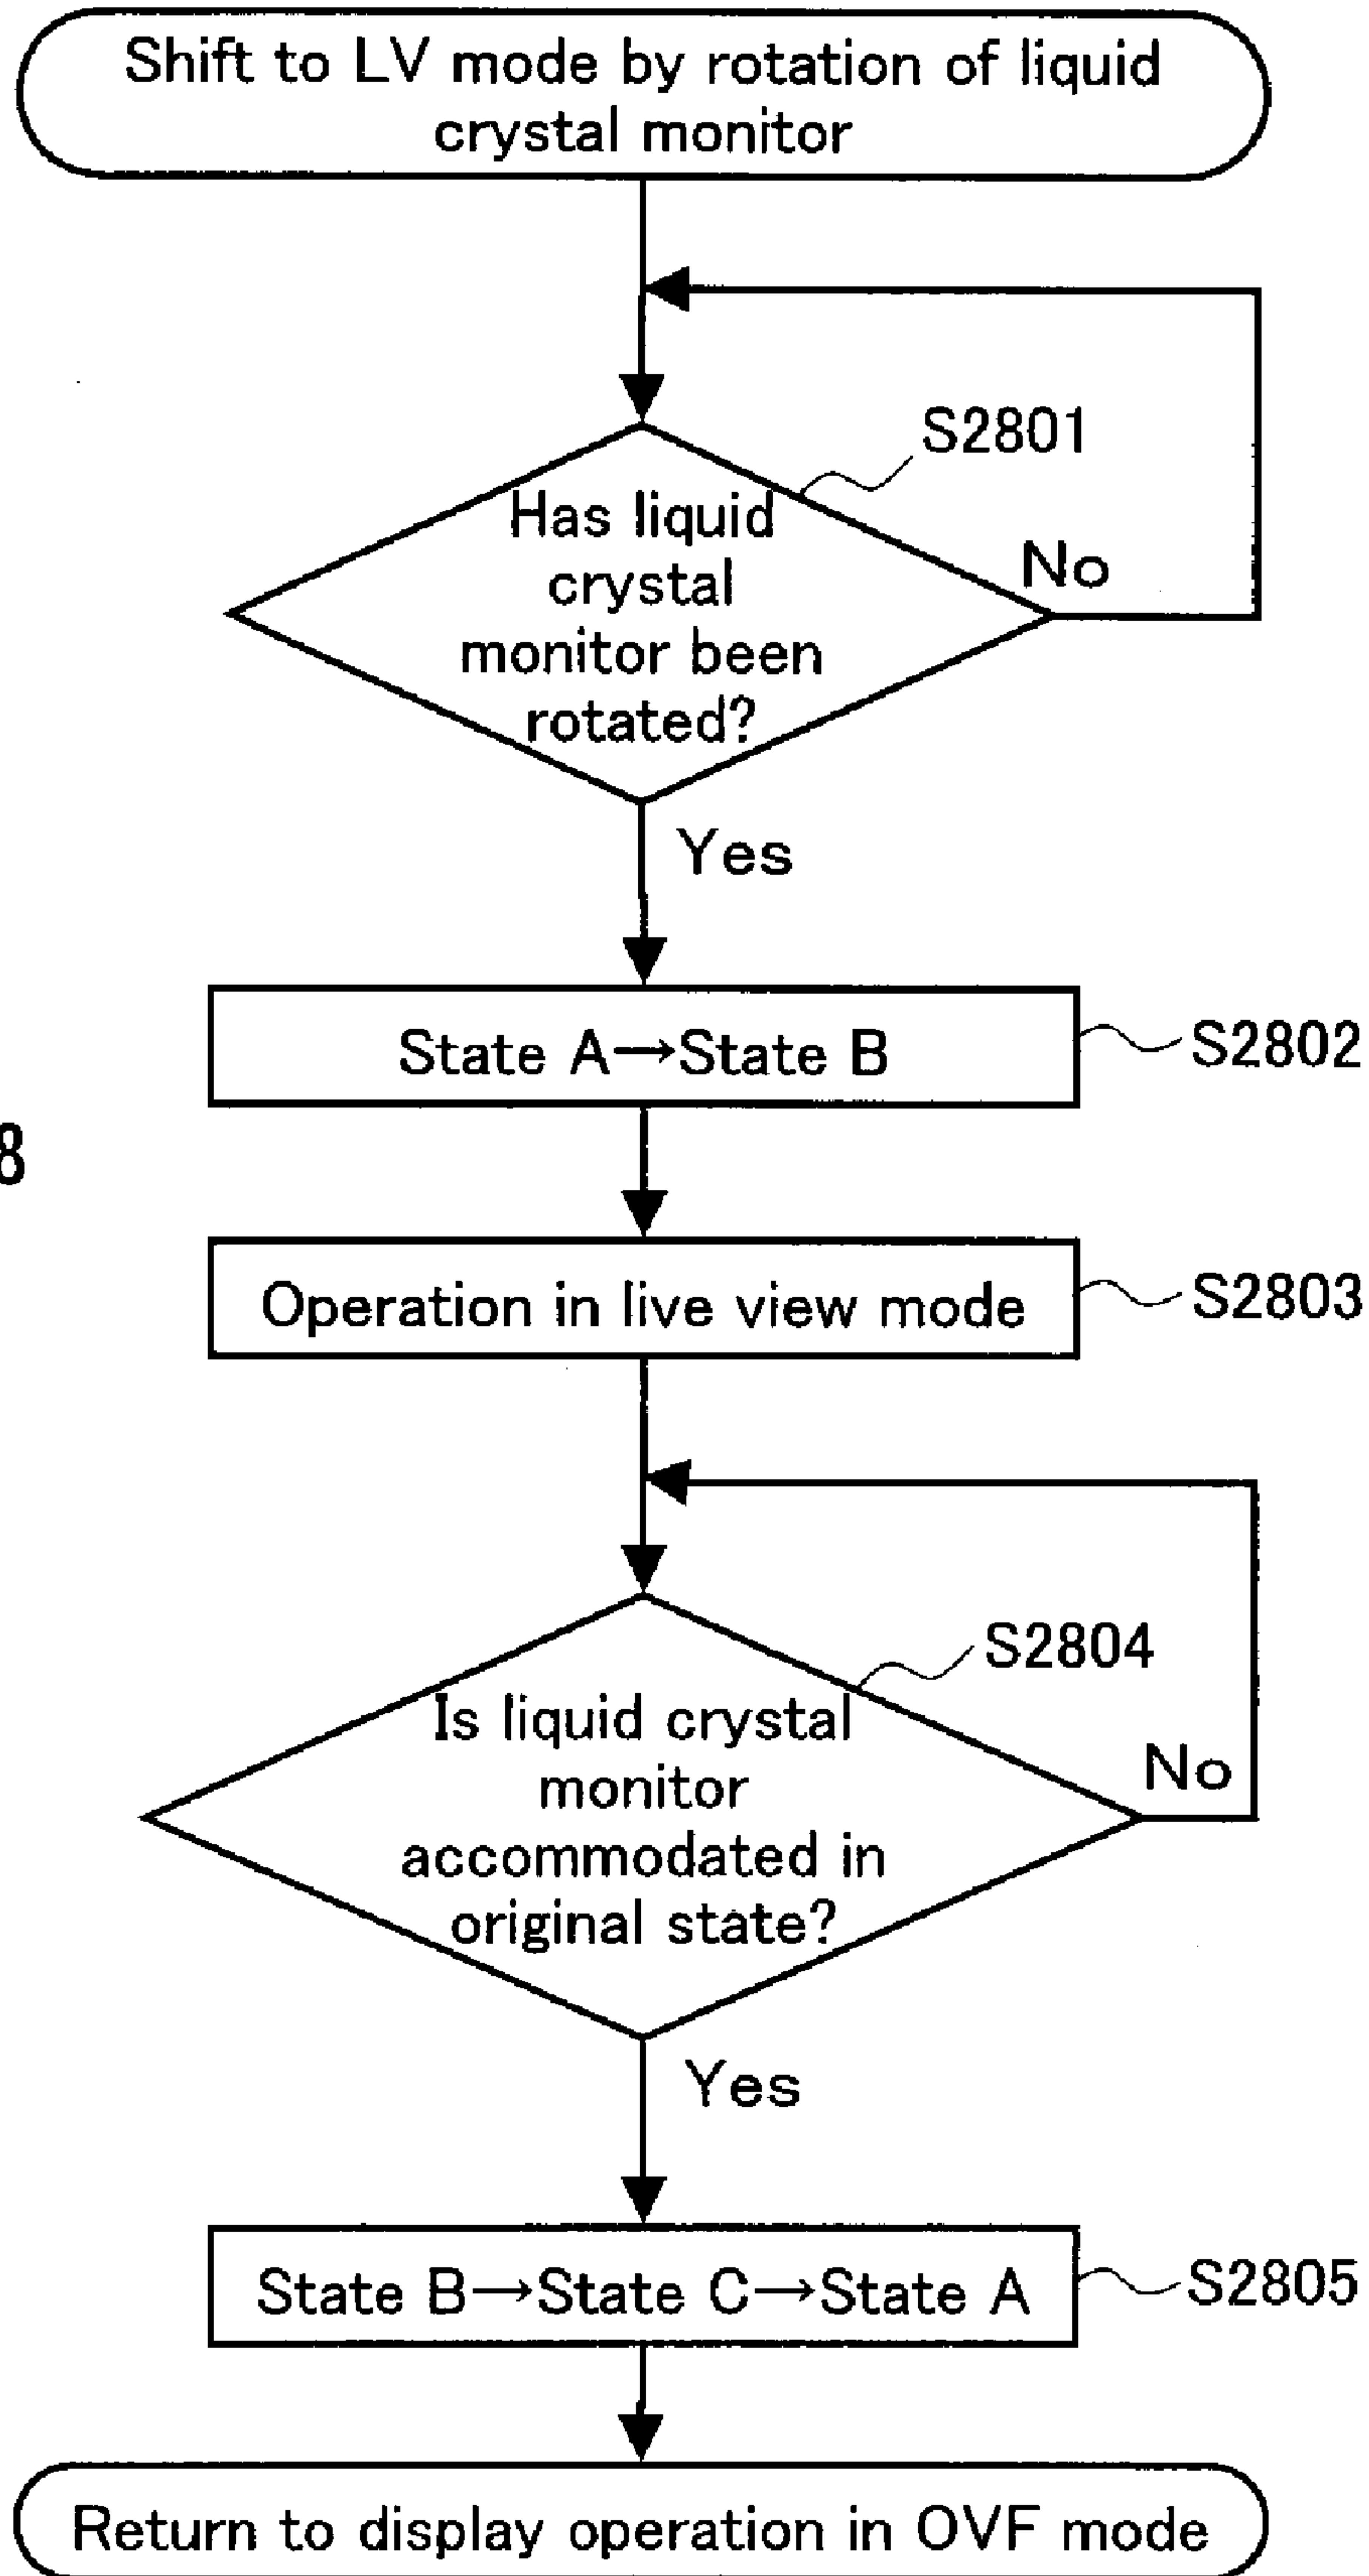 Shift to LV mode by rotation of liquid
crystal monitor
S2801
Has liquid
crystal
monitor been
rotated?
No
Yes
State A→State B
S2802
8
Operation in live view mode
S2803
S2804
Is liquid crystal
monitor
accommodated in
original state?
No
Yes
State B→State C→State A
S2805
Return to display operation in OVF mode